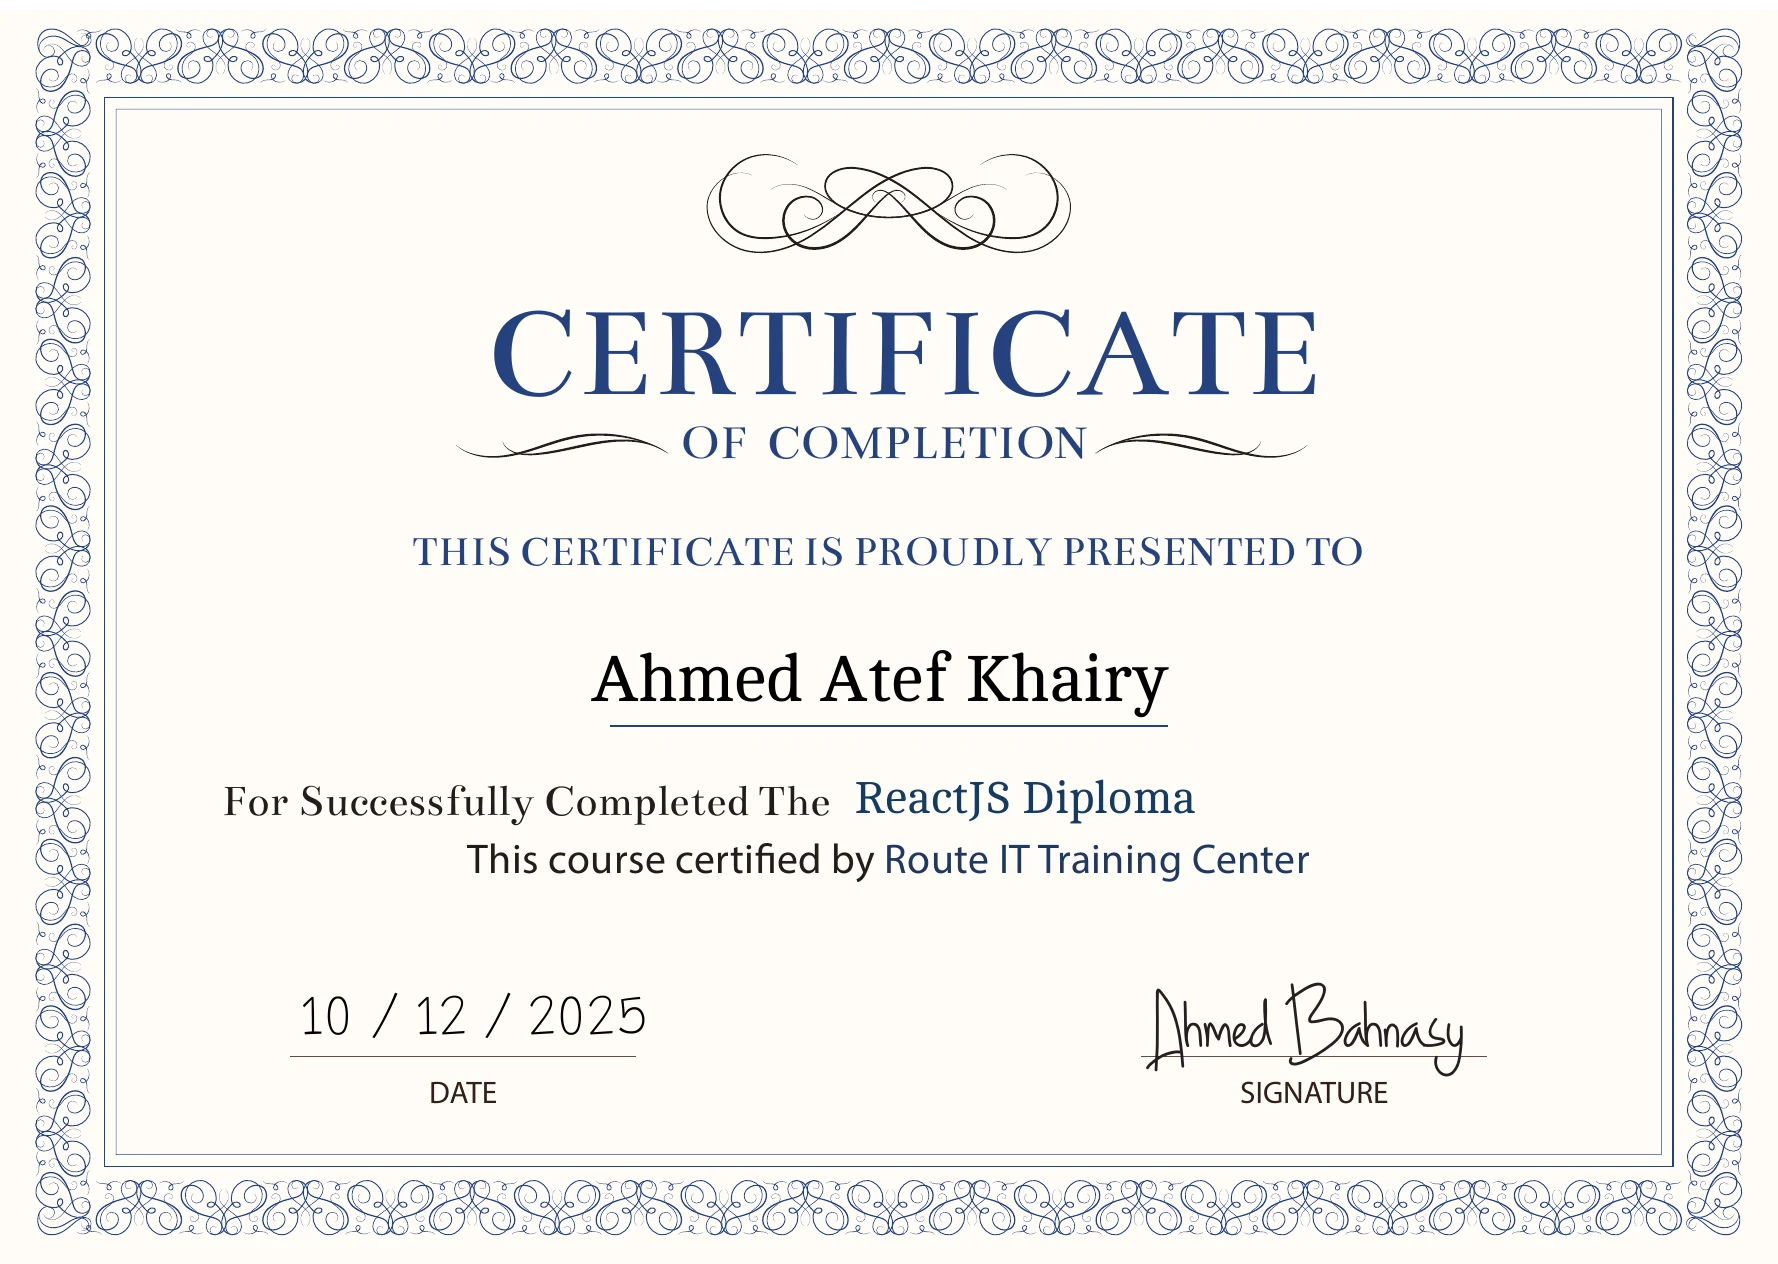 CERTIFICATE
OF COMPLETION
THIS CERTIFICATE IS PROUDLY PRESENTED TO
Ahmed Atef Khairy
For Successfully Completed The ReactJS Diploma
This course certified by Route IT Training Center
10 / 12 / 2025
Ahmed Bahnasy
DATE
SIGNATURE